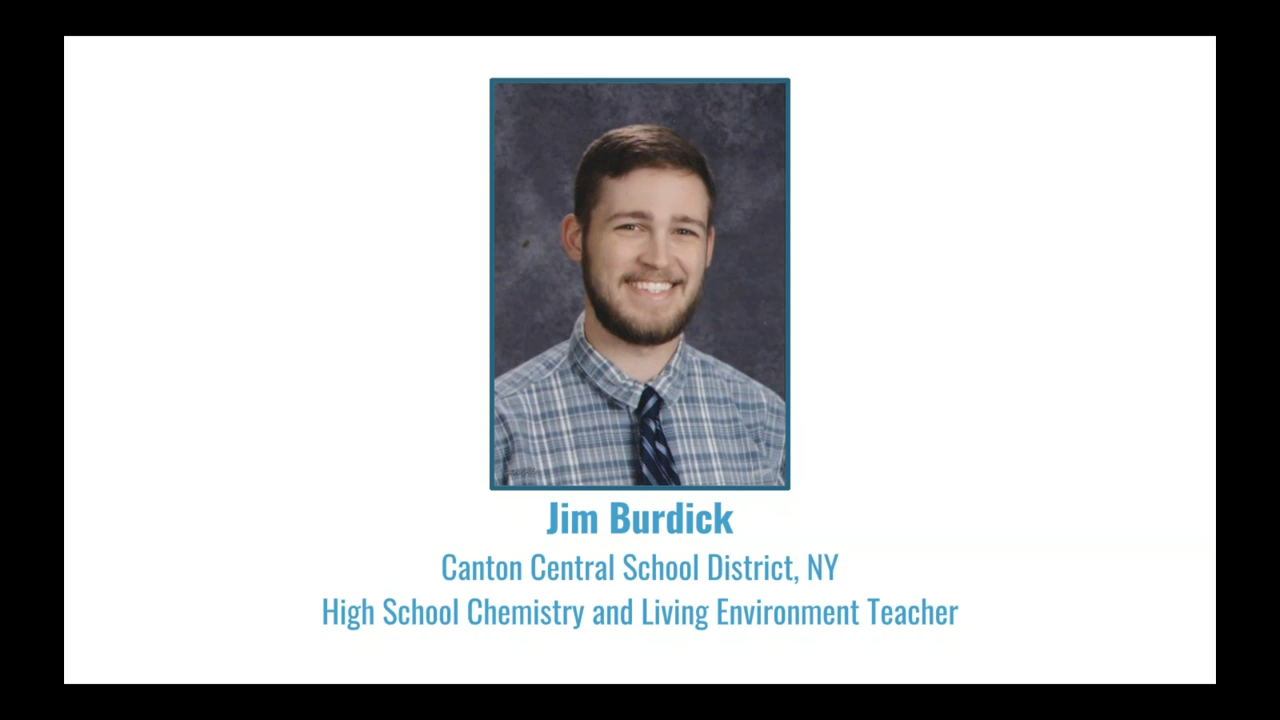 Jim Burdick
Canton Central School District, NY
High School Chemistry and Living Environment Teacher